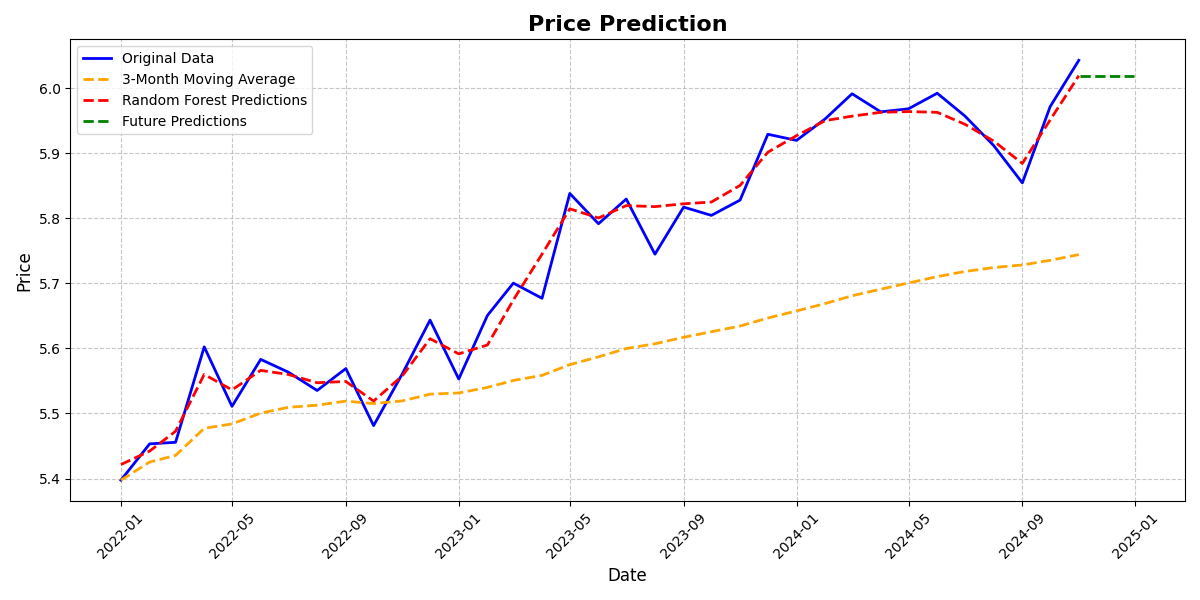 Price Prediction
Original Data
3-Month Moving Average
Random Forest Predictions
Future Predictions
Price
6.0
5.9
5.8
5.7
5.6
5.5
5.4
2022-01
2022-05
2022-09
2023-01
2023-05
2023-09
2024-01
2024-05
2024-09
2025-01
Date